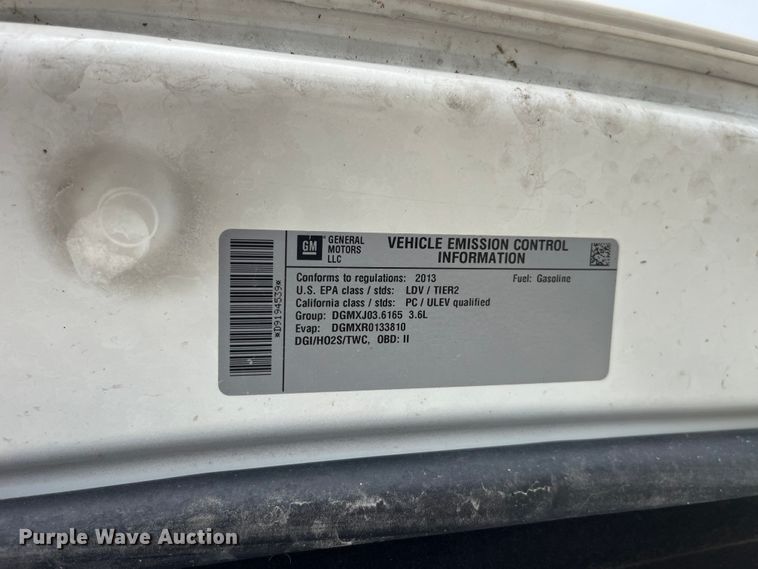 GM
GENERAL
MOTORS
LLC
VEHICLE EMISSION CONTROL
INFORMATION
Conforms to regulations: 2013 Fuel: Gasoline
U.S. EPA class / stds: LDV / TIER2
California class / stds: PC / ULEV qualified
Group: DGMXJ03.6165 3.6L
Evap: DGMXR0133810
DGI/HO2S/TWC, OBD: II
*D9194539*
Purple Wave Auction®